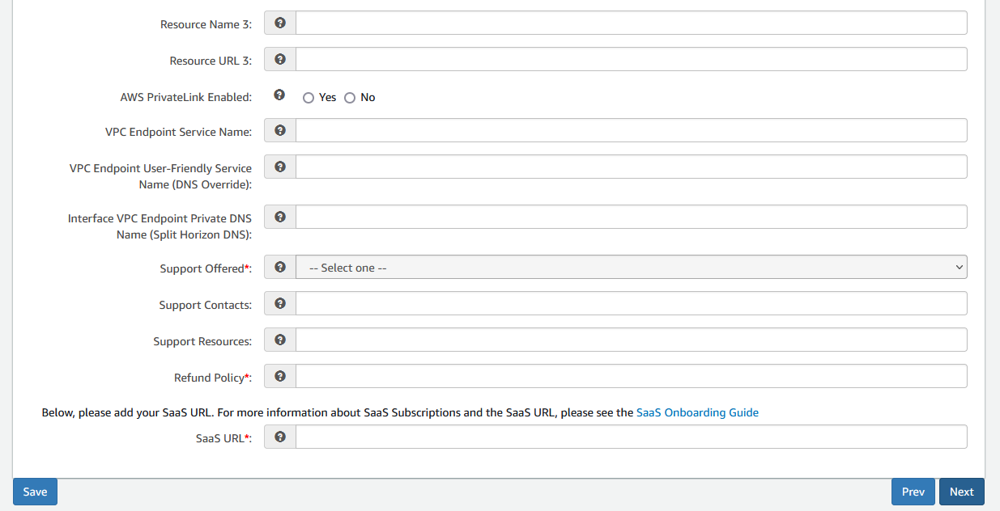 Resource Name 3:
Resource URL 3:
AWS PrivateLink Enabled: Yes No
VPC Endpoint Service Name:
VPC Endpoint User-Friendly Service
Name (DNS Override):
Interface VPC Endpoint Private DNS
Name (Split Horizon DNS):
Support Offered*: -- Select one --
Support Contacts:
Support Resources:
Refund Policy*:
Below, please add your SaaS URL. For more information about SaaS Subscriptions and the SaaS URL, please see the SaaS Onboarding Guide
SaaS URL*:
Save Prev Next